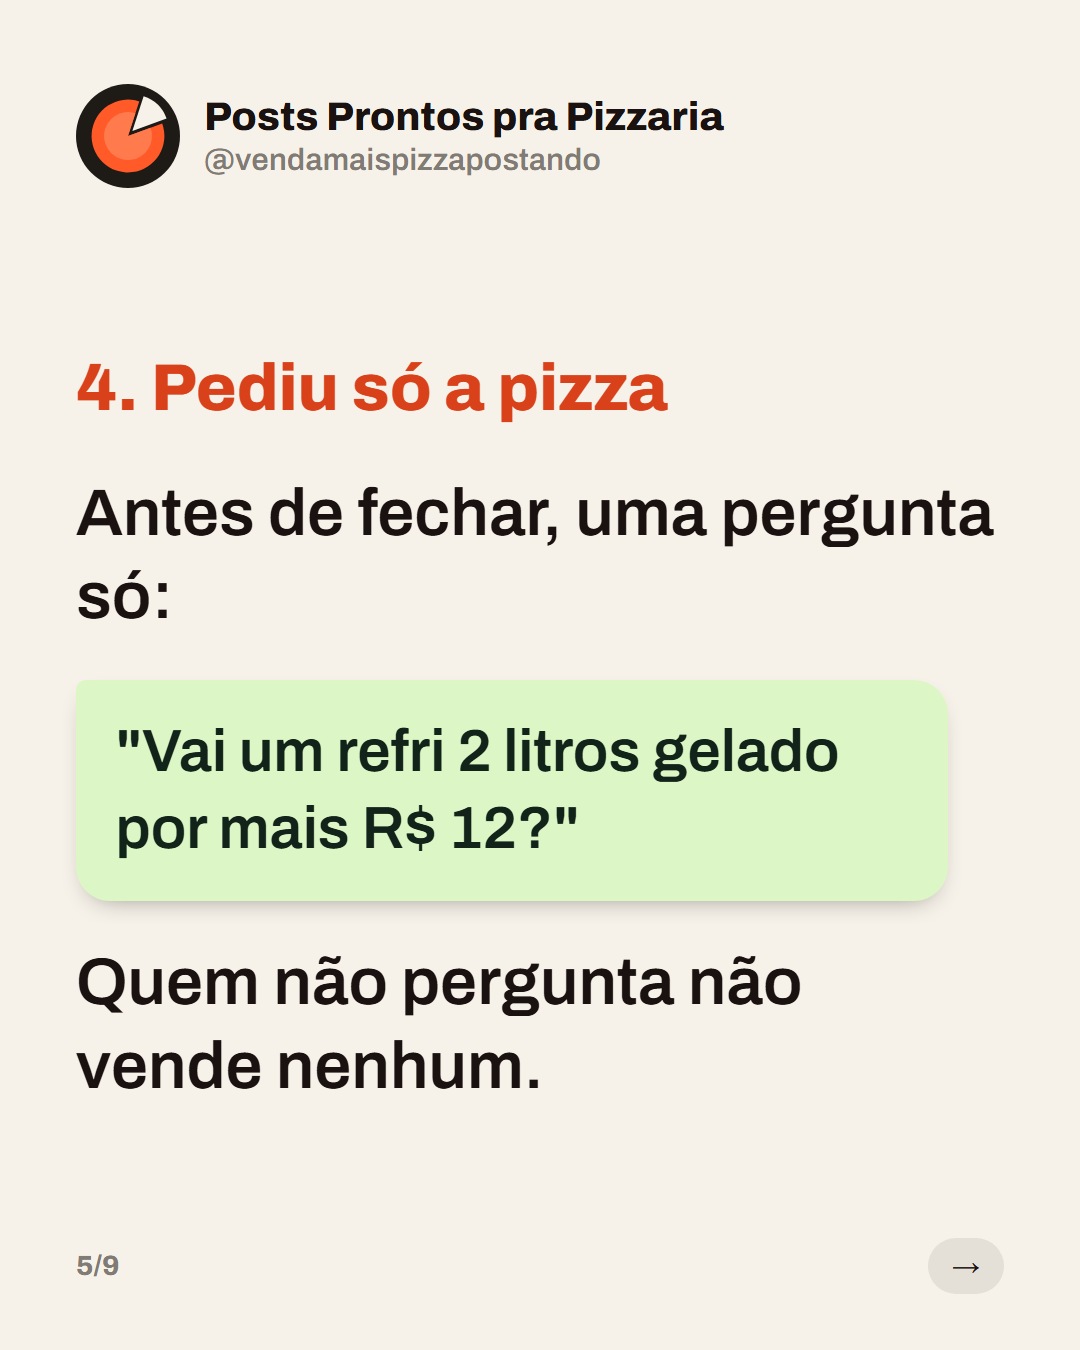 Posts Prontos pra Pizzaria
@vendamaispizzapostando
4. Pediu só a pizza
Antes de fechar, uma pergunta
só:
"Vai um refri 2 litros gelado
por mais R$ 12?"
Quem não pergunta não
vende nenhum.
5/9
→